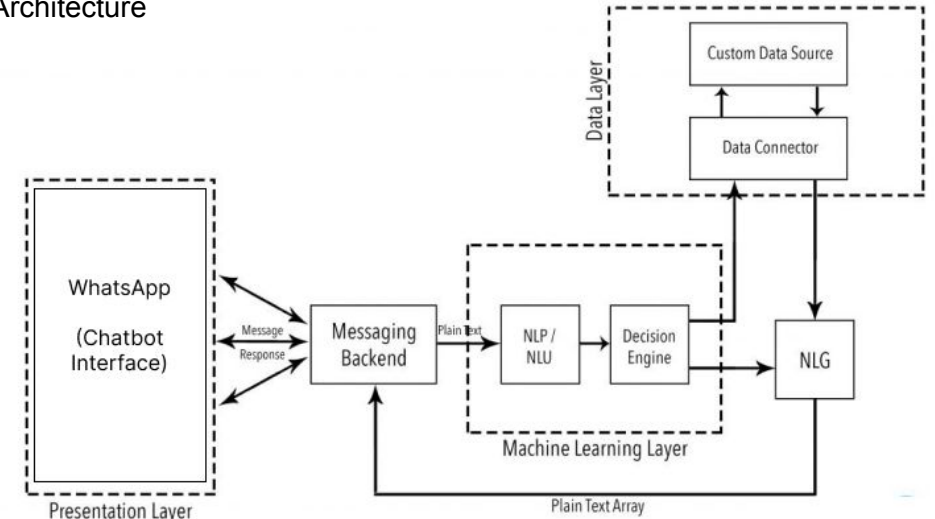 Architecture
Custom Data Source
Data Layer
Data Connector
WhatsApp
(Chatbot
Interface)
Message
Response
Messaging
Backend
Plain Text
NLP /
NLU
Decision
Engine
NLG
Machine Learning Layer
Plain Text Array
Presentation Layer